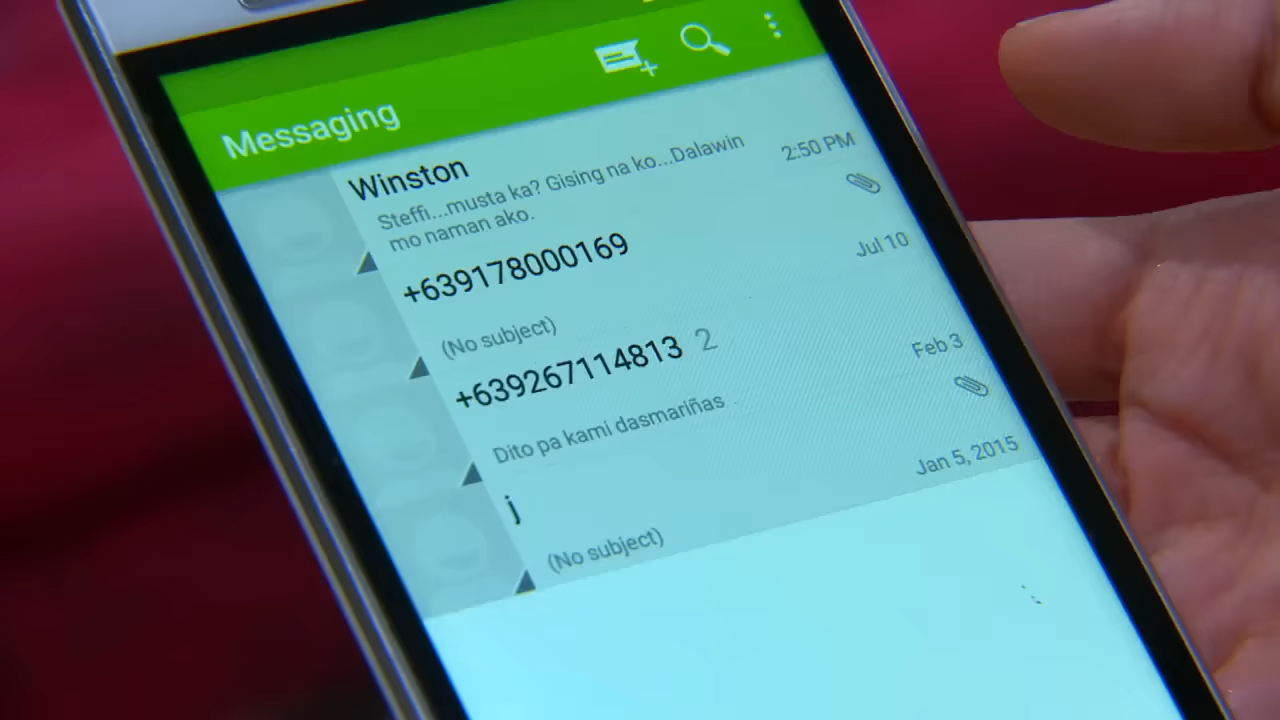 Messaging
Winston
2:50 PM
Steffi...musta ka? Gising na ko...Dalawin
mo naman ako.
+639178000169
Jul 10
(No subject)
+639267114813 2
Feb 3
Dito pa kami dasmariñas
j
Jan 5, 2015
(No subject)